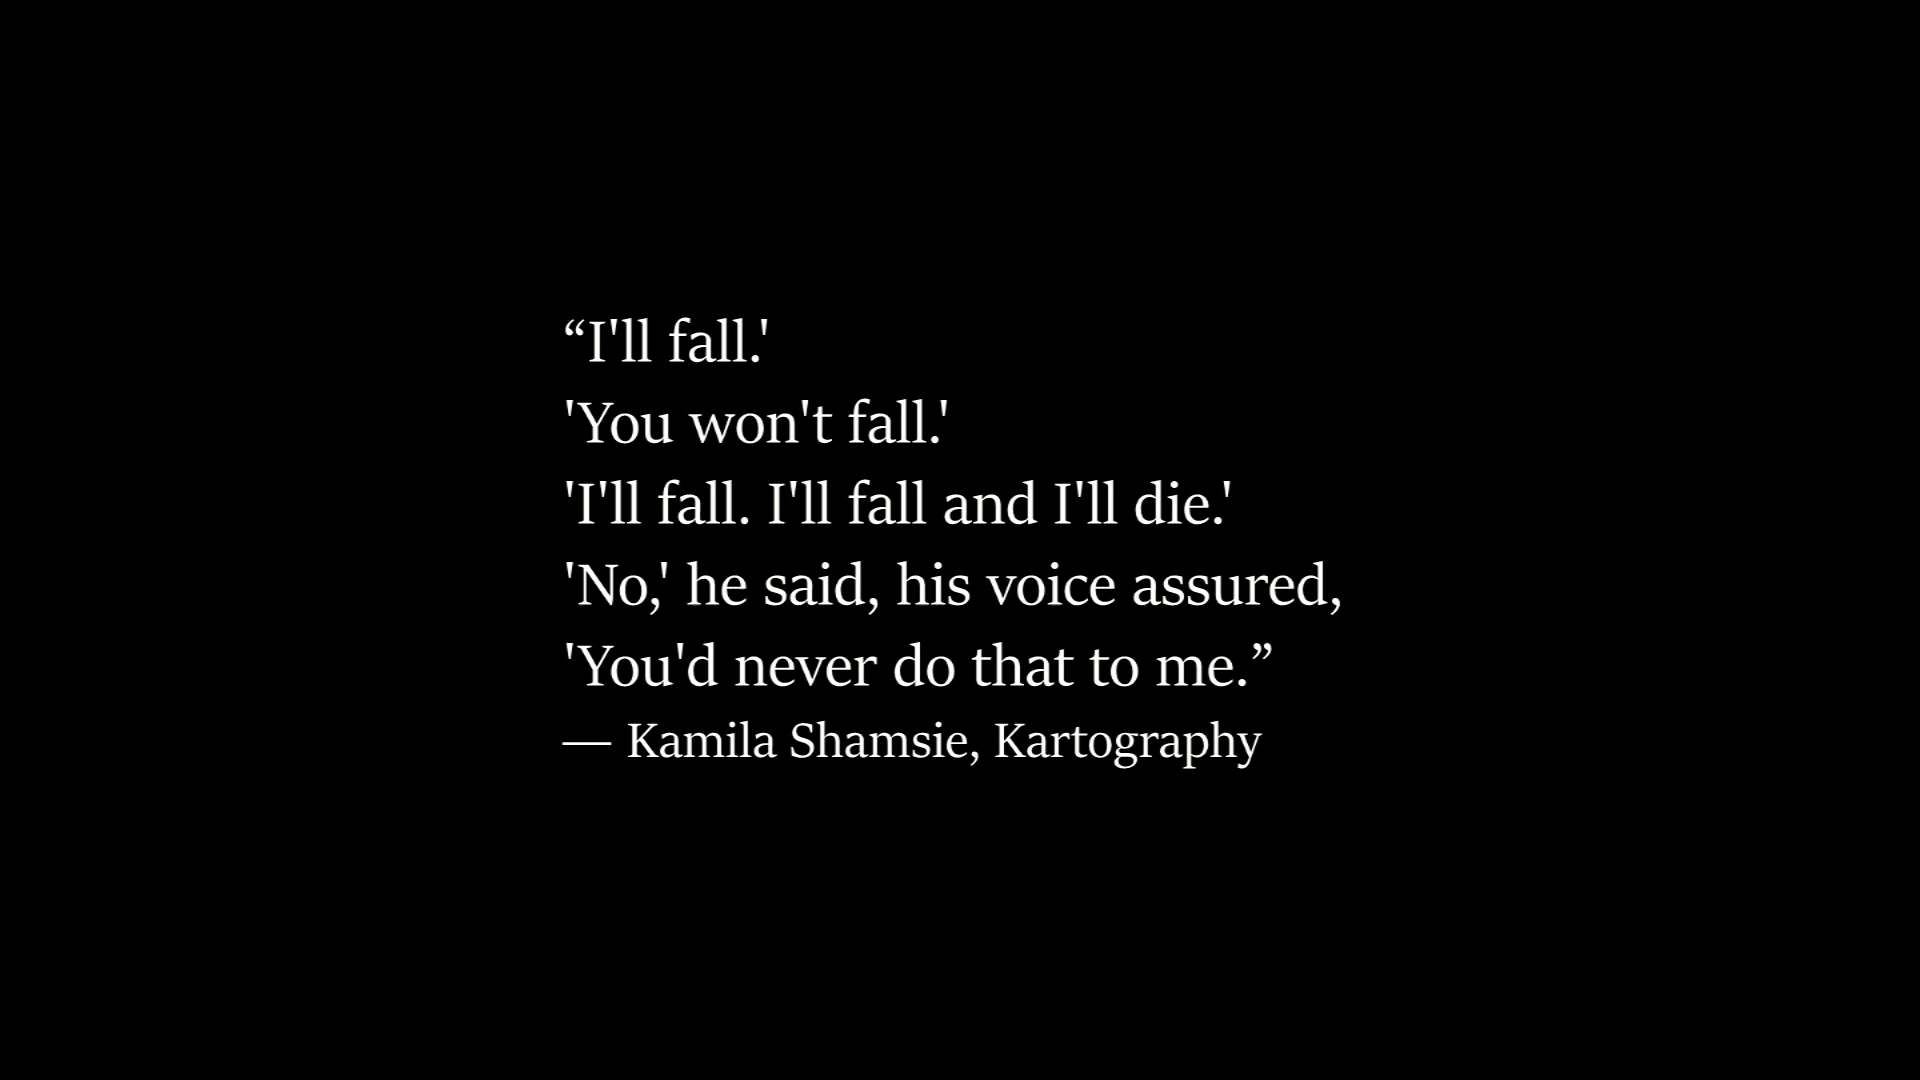 “I'll fall.'
'You won't fall.'
'I'll fall. I'll fall and I'll die.'
'No,' he said, his voice assured,
'You'd never do that to me.”
— Kamila Shamsie, Kartography